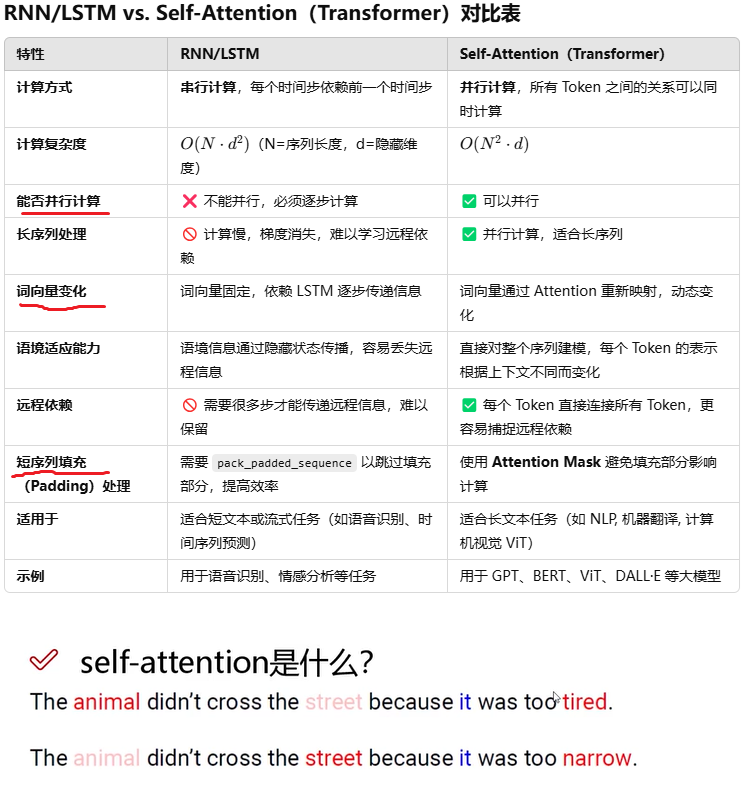 RNN/LSTM vs. Self-Attention（Transformer）对比表
特性 RNN/LSTM Self-Attention（Transformer）
计算方式 串行计算，每个时间步依赖前一个时间步 并行计算，所有 Token 之间的关系可以同
时计算
计算复杂度 O(N · d²)（N=序列长度，d=隐藏维 O(N² · d)
度）
能否并行计算 ❌ 不能并行，必须逐步计算 ✅ 可以并行
长序列处理 🚫 计算慢，梯度消失，难以学习远程依 ✅ 并行计算，适合长序列
赖
词向量变化 词向量固定，依赖 LSTM 逐步传递信息 词向量通过 Attention 重新映射，动态变
化
语境适应能力 语境信息通过隐藏状态传播，容易丢失远 直接对整个序列建模，每个 Token 的表示
程信息 根据上下文不同而变化
远程依赖 🚫 需要很多步才能传递远程信息，难以 ✅ 每个 Token 直接连接所有 Token，更
保留 容易捕捉远程依赖
短序列填充 需要 pack_padded_sequence 以跳过填充 使用 Attention Mask 避免填充部分影响
（Padding）处理 部分，提高效率 计算
适用于 适合短文本或流式任务（如语音识别、时 适合长文本任务（如 NLP, 机器翻译, 计算
间序列预测） 机视觉 ViT）
示例 用于语音识别、情感分析等任务 用于 GPT、BERT、ViT、DALL·E 等大模型
self-attention是什么？
The animal didn’t cross the street because it was too tired.
The animal didn’t cross the street because it was too narrow.